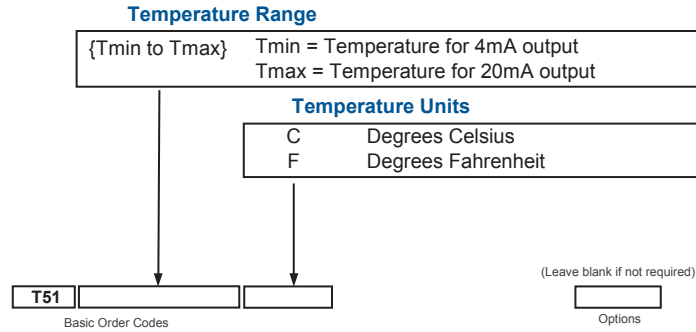 Temperature Range
{Tmin to Tmax} Tmin = Temperature for 4mA output
Tmax = Temperature for 20mA output
Temperature Units
C Degrees Celsius
F Degrees Fahrenheit
(Leave blank if not required)
T51
Basic Order Codes
Options